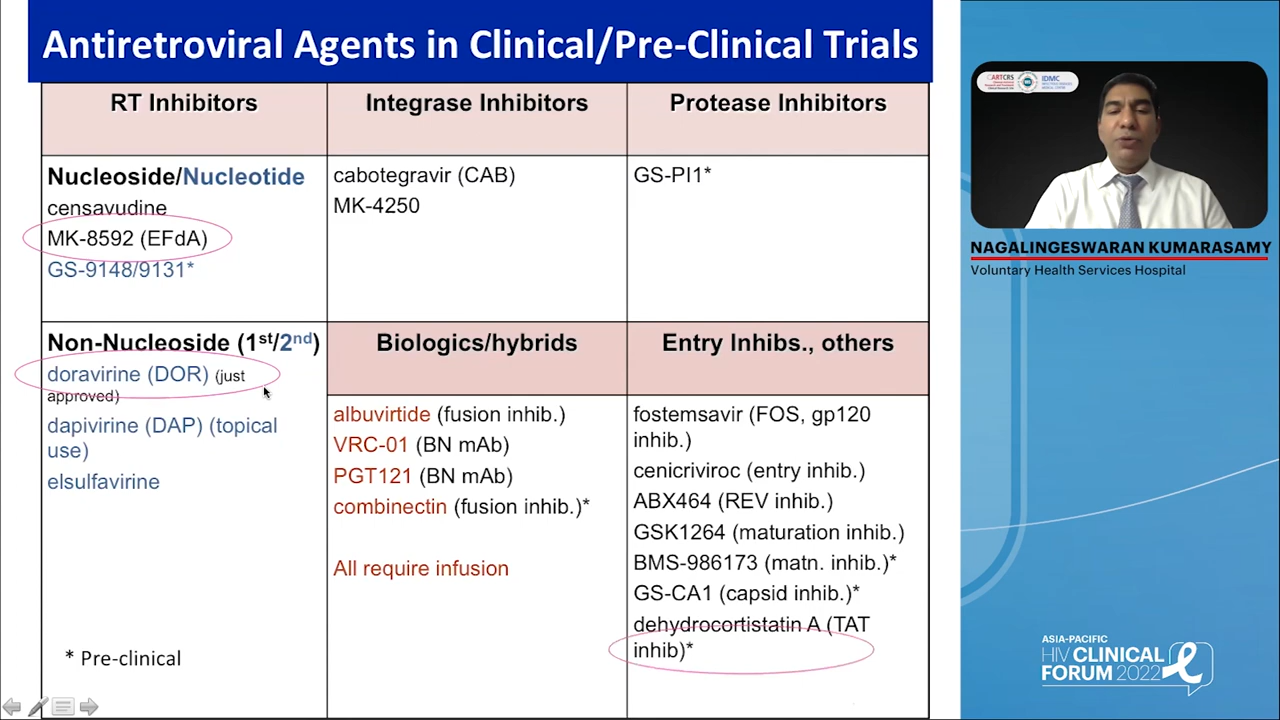 Antiretroviral Agents in Clinical/Pre-Clinical Trials
RT Inhibitors
Integrase Inhibitors
Protease Inhibitors
Nucleoside/Nucleotide
censavudine
MK-8592 (EFdA)
GS-9148/9131*
cabotegravir (CAB)
MK-4250
GS-PI1*
Non-Nucleoside (1st/2nd)
doravirine (DOR) (just
approved)
dapivirine (DAP) (topical
use)
elsulfavirine
* Pre-clinical
Biologics/hybrids
albuvirtide (fusion inhib.)
VRC-01 (BN mAb)
PGT121 (BN mAb)
combinectin (fusion inhib.)*
All require infusion
Entry Inhibs., others
fostemsavir (FOS, gp120
inhib.)
cenicriviroc (entry inhib.)
ABX464 (REV inhib.)
GSK1264 (maturation inhib.)
BMS-986173 (matn. inhib.)*
GS-CA1 (capsid inhib.)*
dehydrocortistatin A (TAT
inhib)*
CARTCRS
IDMC
NAGALINGESWARAN KUMARASAMY
Voluntary Health Services Hospital
ASIA-PACIFIC
HIV CLINICAL
FORUM 2022